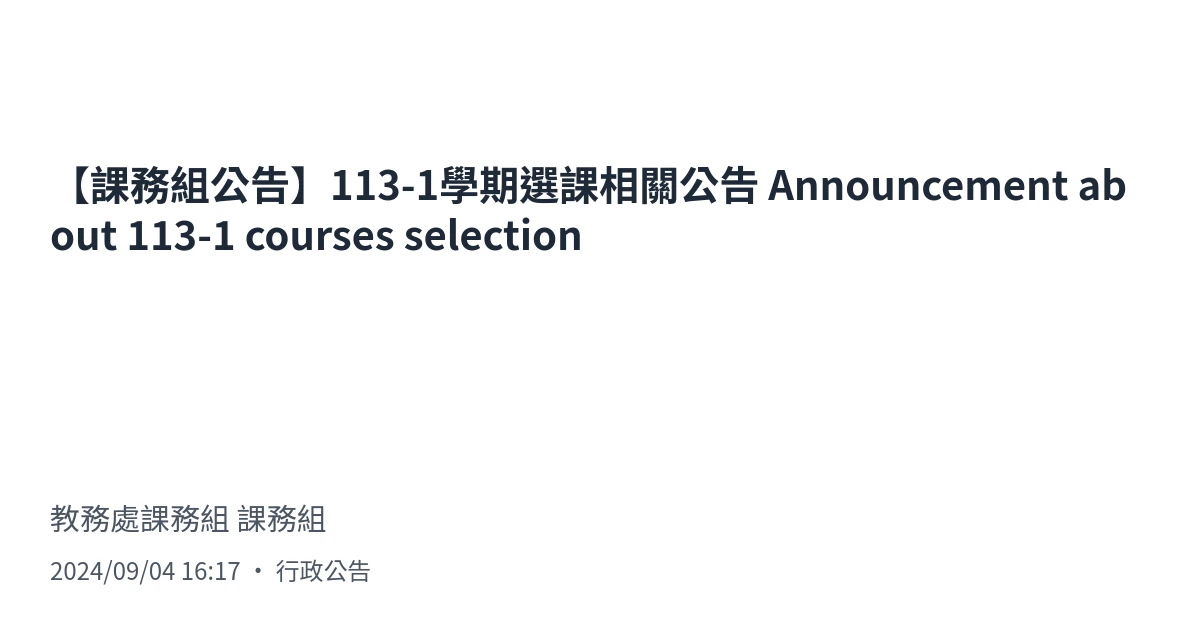 【課務組公告】113-1學期選課相關公告 Announcement ab
out 113-1 courses selection
教務處課務組 課務組
2024/09/04 16:17 ・ 行政公告